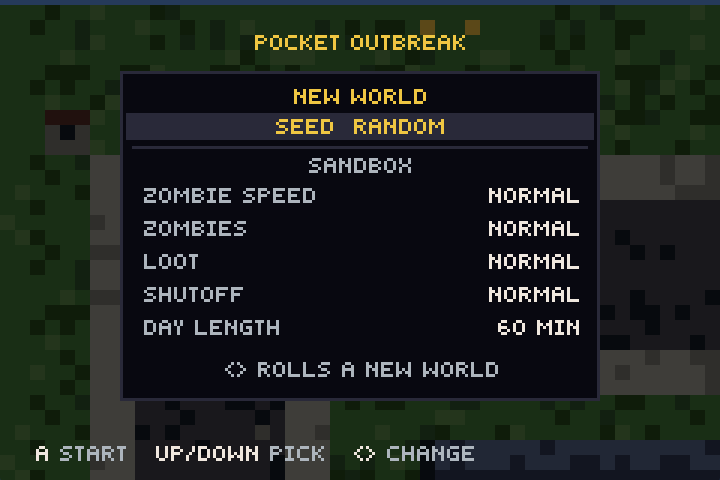 POCKET OUTBREAK
NEW WORLD
SEED RANDOM
SANDBOX
ZOMBIE SPEED NORMAL
ZOMBIES NORMAL
LOOT NORMAL
SHUTOFF NORMAL
DAY LENGTH 60 MIN
<> ROLLS A NEW WORLD
A START UP/DOWN PICK <> CHANGE